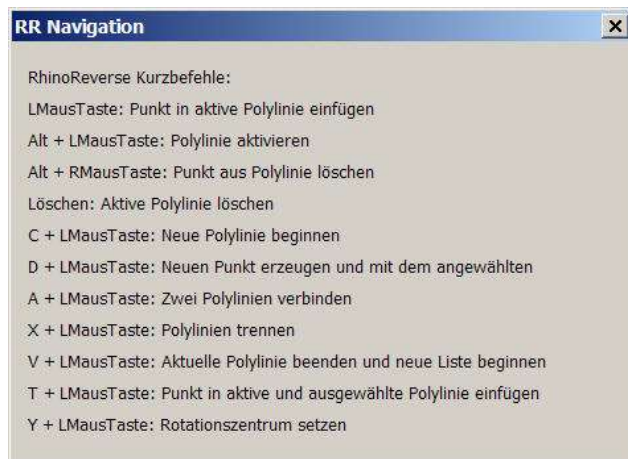 RR Navigation
RhinoReverse Kurzbefehle:
LMausTaste: Punkt in aktive Polylinie einfügen
Alt + LMausTaste: Polylinie aktivieren
Alt + RMausTaste: Punkt aus Polylinie löschen
Löschen: Aktive Polylinie löschen
C + LMausTaste: Neue Polylinie beginnen
D + LMausTaste: Neuen Punkt erzeugen und mit dem angewählten
A + LMausTaste: Zwei Polylinien verbinden
X + LMausTaste: Polylinien trennen
V + LMausTaste: Aktuelle Polylinie beenden und neue Liste beginnen
T + LMausTaste: Punkt in aktive und ausgewählte Polylinie einfügen
Y + LMausTaste: Rotationszentrum setzen